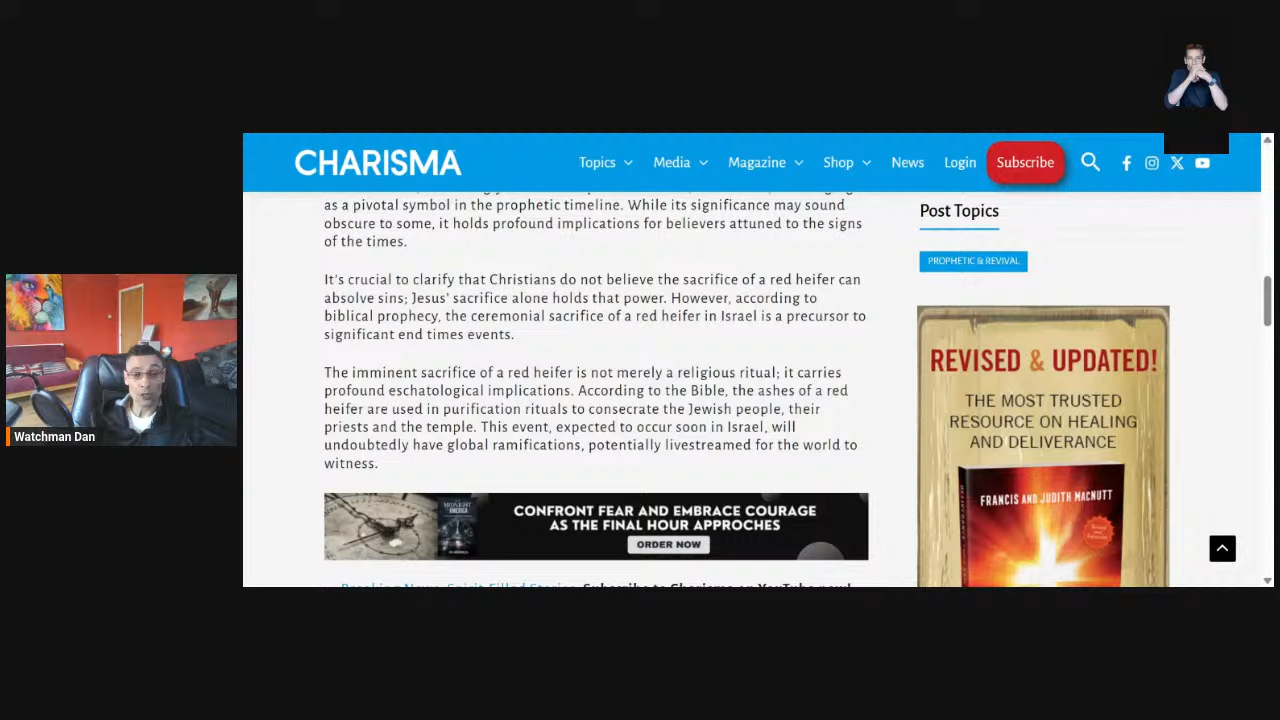 CHARISMA
Topics Media Magazine Shop News Login Subscribe
as a pivotal symbol in the prophetic timeline. While its significance may sound
obscure to some, it holds profound implications for believers attuned to the signs
of the times.
It's crucial to clarify that Christians do not believe the sacrifice of a red heifer can
absolve sins; Jesus' sacrifice alone holds that power. However, according to
biblical prophecy, the ceremonial sacrifice of a red heifer in Israel is a precursor to
significant end times events.
The imminent sacrifice of a red heifer is not merely a religious ritual; it carries
profound eschatological implications. According to the Bible, the ashes of a red
heifer are used in purification rituals to consecrate the Jewish people, their
priests and the temple. This event, expected to occur soon in Israel, will
undoubtedly have global ramifications, potentially livestreamed for the world to
witness.
CONFRONT FEAR AND EMBRACE COURAGE
AS THE FINAL HOUR APPROCHES
ORDER NOW
Post Topics
PROPHETIC & REVIVAL
REVISED & UPDATED!
THE MOST TRUSTED
RESOURCE ON HEALING
AND DELIVERANCE
FRANCIS AND JUDITH MACNUTT
Watchman Dan